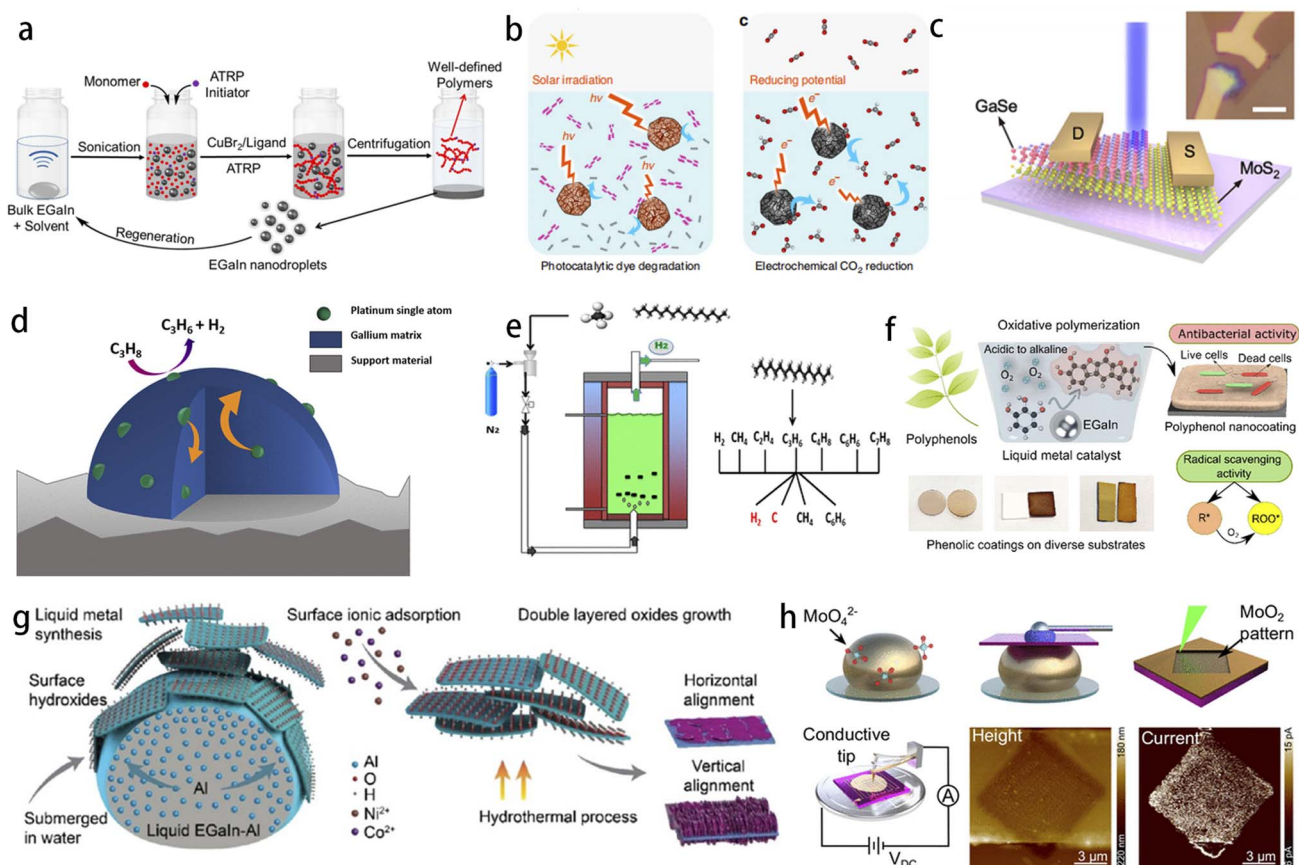 a
Monomer
ATRP
Initiator
Sonication
CuBr₂/Ligand
ATRP
Centrifugation
Well-defined
Polymers
Bulk EGaIn
+ Solvent
Regeneration
EGaIn nanodroplets
b
Solar irradiation
hv
hv
hv
Photocatalytic dye degradation
c
Reducing potential
e⁻
e⁻
e⁻
Electrochemical CO₂ reduction
c
GaSe
D
S
MoS₂
d
C₃H₈
C₃H₆ + H₂
Platinum single atom
Gallium matrix
Support material
e
N₂
H₂
H₂ CH₄ C₂H₄ C₃H₆ C₄H₈ C₆H₆ C₇H₈
H₂ C CH₄ C₆H₆
f
Polyphenols
Oxidative polymerization
Acidic to alkaline
O₂
O₂
EGaIn
Liquid metal catalyst
Antibacterial activity
Live cells
Dead cells
Polyphenol nanocoating
Phenolic coatings on diverse substrates
Radical scavenging
activity
R*
O₂
ROO*
g
Liquid metal
synthesis
Surface
hydroxides
Submerged
in water
Al
Liquid EGaIn-Al
Surface ionic adsorption
Al
O
H
Ni²⁺
Co²⁺
Double layered oxides growth
Hydrothermal process
Horizontal
alignment
Vertical
alignment
h
MoO₄²⁻
MoO₂
pattern
Conductive
tip
A
V_DC
Height
3 µm
180 nm
220 nm
Current
3 µm
15 pA